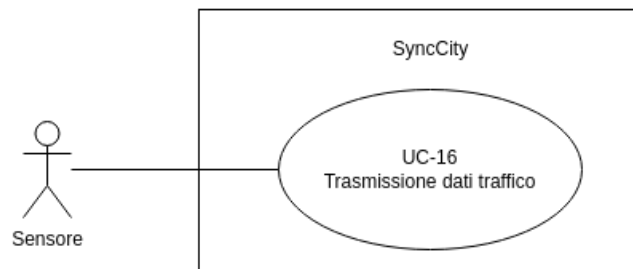 SyncCity
UC-16
Trasmissione dati traffico
Sensore